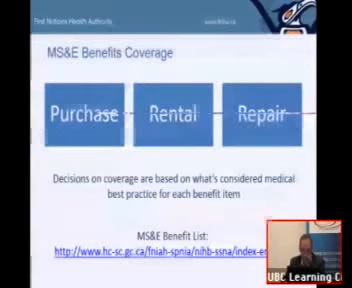 First Nations Health Authority
www.fnha.ca
MS&E Benefits Coverage
Purchase
Rental
Repair
Decisions on coverage are based on what's considered medical
best practice for each benefit item
MS&E Benefit List:
http://www.hc-sc.gc.ca/fniah-spnia/nihb-ssna/index-en
UBC Learning C